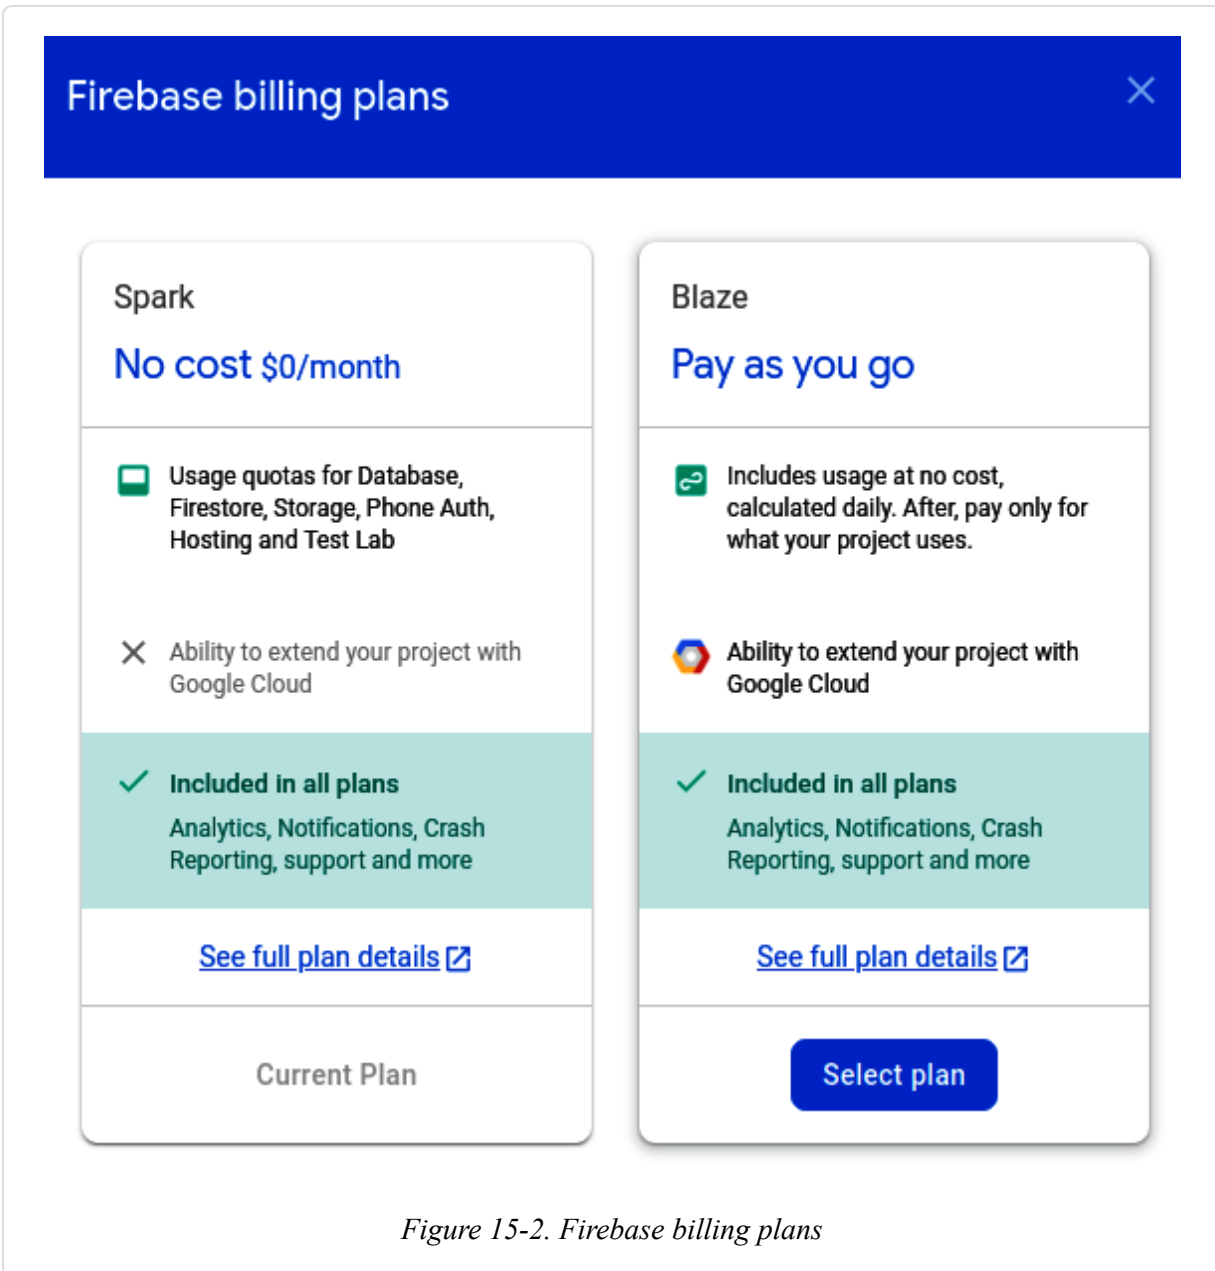 Firebase billing plans
Spark
No cost $0/month
Usage quotas for Database,
Firestore, Storage, Phone Auth,
Hosting and Test Lab
Ability to extend your project with
Google Cloud
Included in all plans
Analytics, Notifications, Crash
Reporting, support and more
See full plan details
Current Plan
Blaze
Pay as you go
Includes usage at no cost,
calculated daily. After, pay only for
what your project uses.
Ability to extend your project with
Google Cloud
Included in all plans
Analytics, Notifications, Crash
Reporting, support and more
See full plan details
Select plan
Figure 15-2. Firebase billing plans